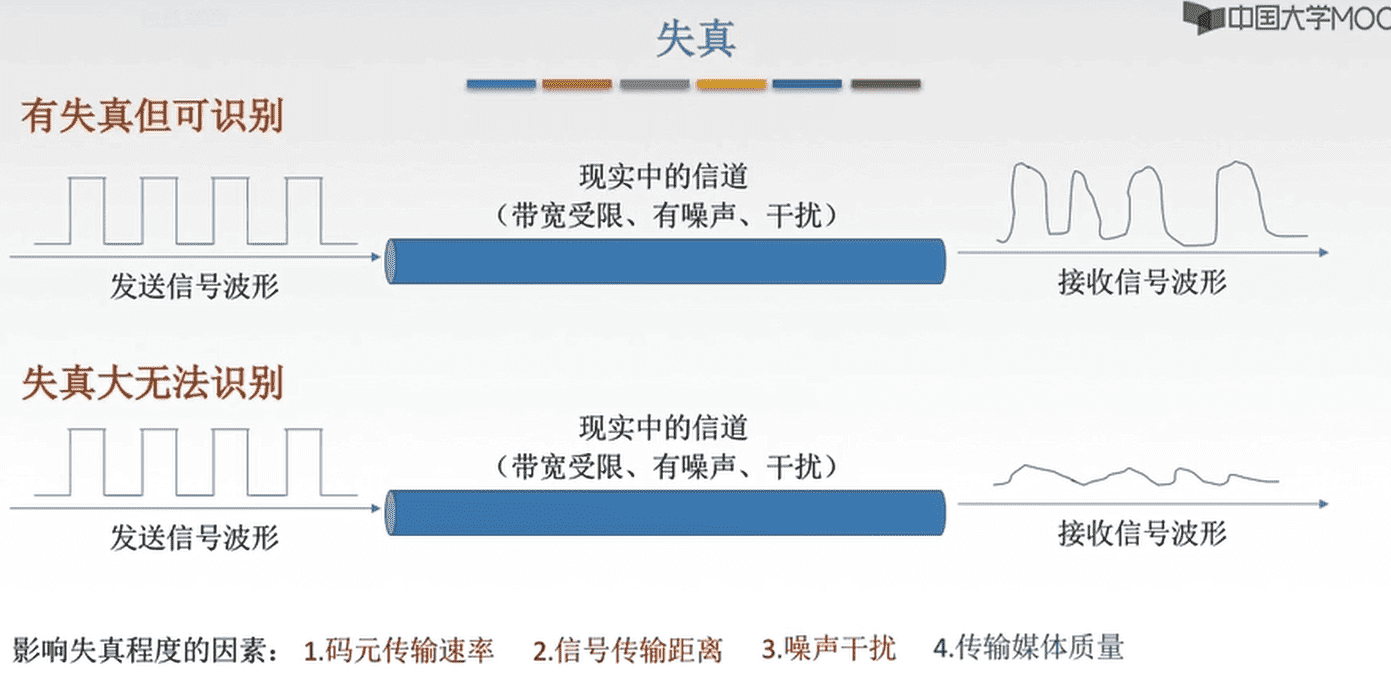 中国大学MOO
失真
有失真但可识别
现实中的信道
（带宽受限、有噪声、干扰）
发送信号波形
接收信号波形
失真大无法识别
现实中的信道
（带宽受限、有噪声、干扰）
发送信号波形
接收信号波形
影响失真程度的因素：1.码元传输速率 2.信号传输距离 3.噪声干扰 4.传输媒体质量